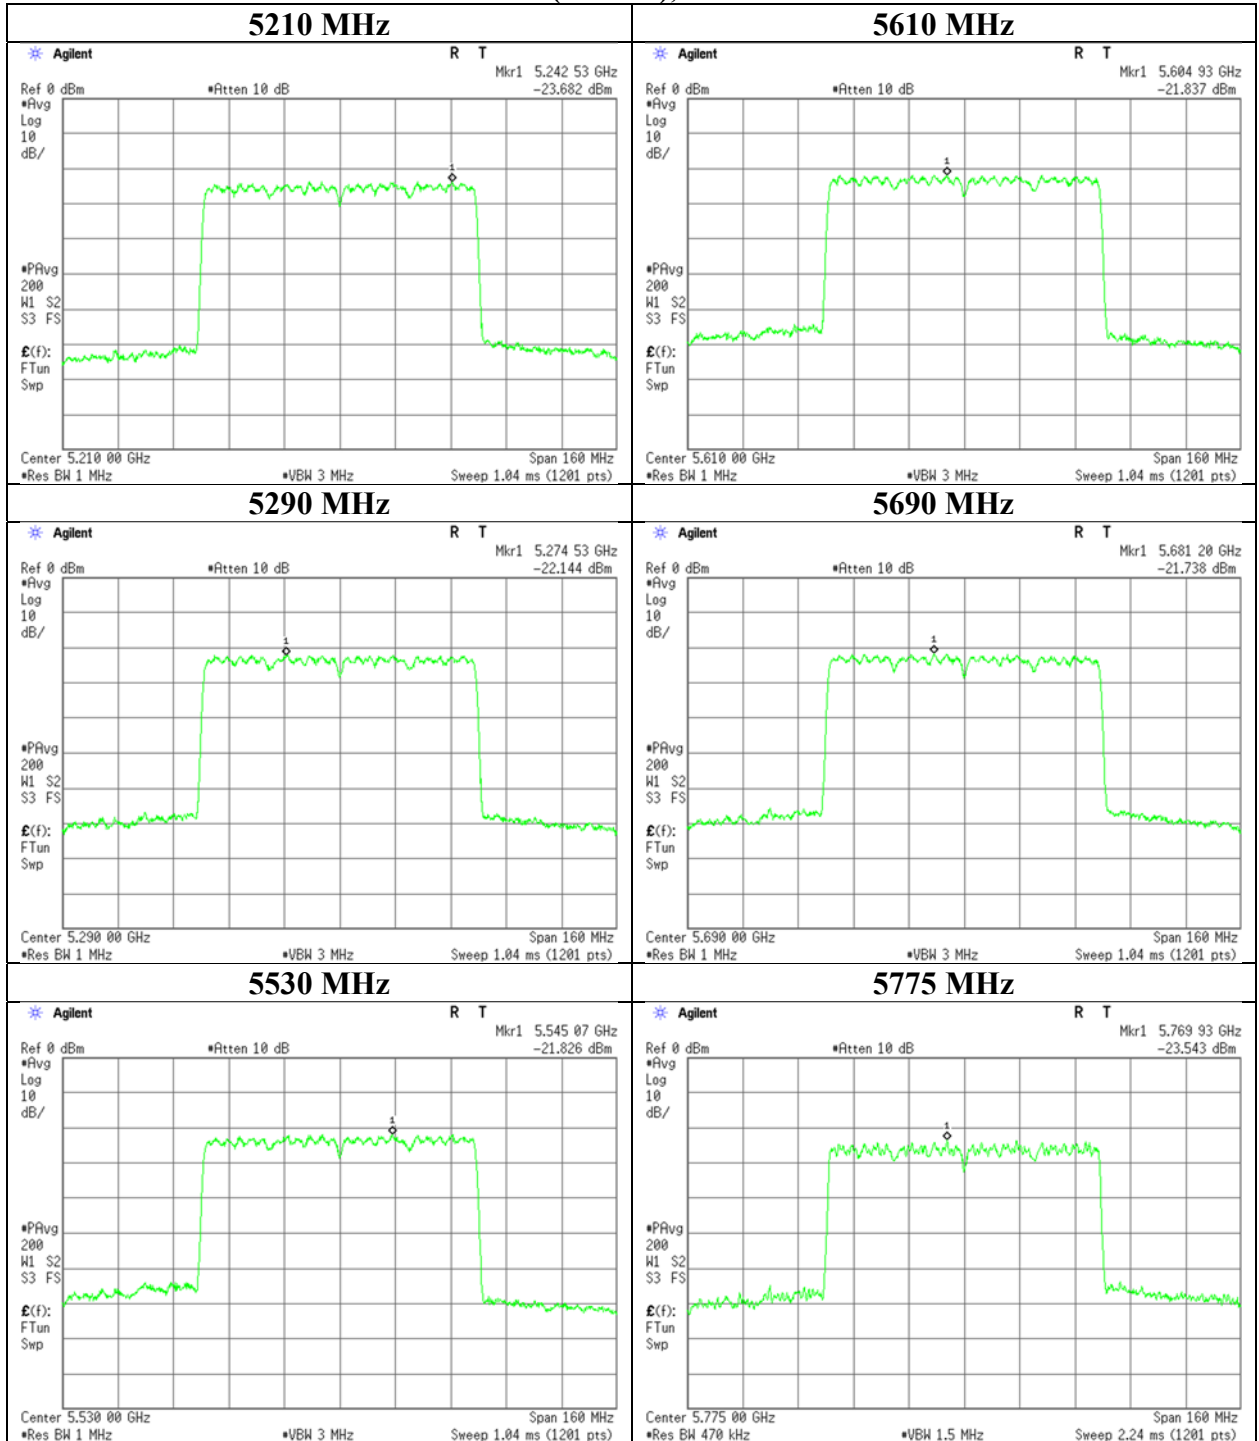 5210 MHz
Agilent R T
Mkr1 5.242 53 GHz
Ref 0 dBm #Atten 10 dB -23.682 dBm
#Avg
Log
10
dB/
1
#PAvg
200
W1 S2
S3 FS
£(f):
FTun
Swp
Center 5.210 00 GHz Span 160 MHz
#Res BW 1 MHz #VBW 3 MHz Sweep 1.04 ms (1201 pts)
5610 MHz
Agilent R T
Mkr1 5.604 93 GHz
Ref 0 dBm #Atten 10 dB -21.837 dBm
#Avg
Log
10
dB/
1
#PAvg
200
W1 S2
S3 FS
£(f):
FTun
Swp
Center 5.610 00 GHz Span 160 MHz
#Res BW 1 MHz #VBW 3 MHz Sweep 1.04 ms (1201 pts)
5290 MHz
Agilent R T
Mkr1 5.274 53 GHz
Ref 0 dBm #Atten 10 dB -22.144 dBm
#Avg
Log
10
dB/
1
#PAvg
200
W1 S2
S3 FS
£(f):
FTun
Swp
Center 5.290 00 GHz Span 160 MHz
#Res BW 1 MHz #VBW 3 MHz Sweep 1.04 ms (1201 pts)
5690 MHz
Agilent R T
Mkr1 5.681 20 GHz
Ref 0 dBm #Atten 10 dB -21.738 dBm
#Avg
Log
10
dB/
1
#PAvg
200
W1 S2
S3 FS
£(f):
FTun
Swp
Center 5.690 00 GHz Span 160 MHz
#Res BW 1 MHz #VBW 3 MHz Sweep 1.04 ms (1201 pts)
5530 MHz
Agilent R T
Mkr1 5.545 07 GHz
Ref 0 dBm #Atten 10 dB -21.826 dBm
#Avg
Log
10
dB/
1
#PAvg
200
W1 S2
S3 FS
£(f):
FTun
Swp
Center 5.530 00 GHz Span 160 MHz
#Res BW 1 MHz #VBW 3 MHz Sweep 1.04 ms (1201 pts)
5775 MHz
Agilent R T
Mkr1 5.769 93 GHz
Ref 0 dBm #Atten 10 dB -23.543 dBm
#Avg
Log
10
dB/
1
#PAvg
200
W1 S2
S3 FS
£(f):
FTun
Swp
Center 5.775 00 GHz Span 160 MHz
#Res BW 470 kHz #VBW 1.5 MHz Sweep 2.24 ms (1201 pts)